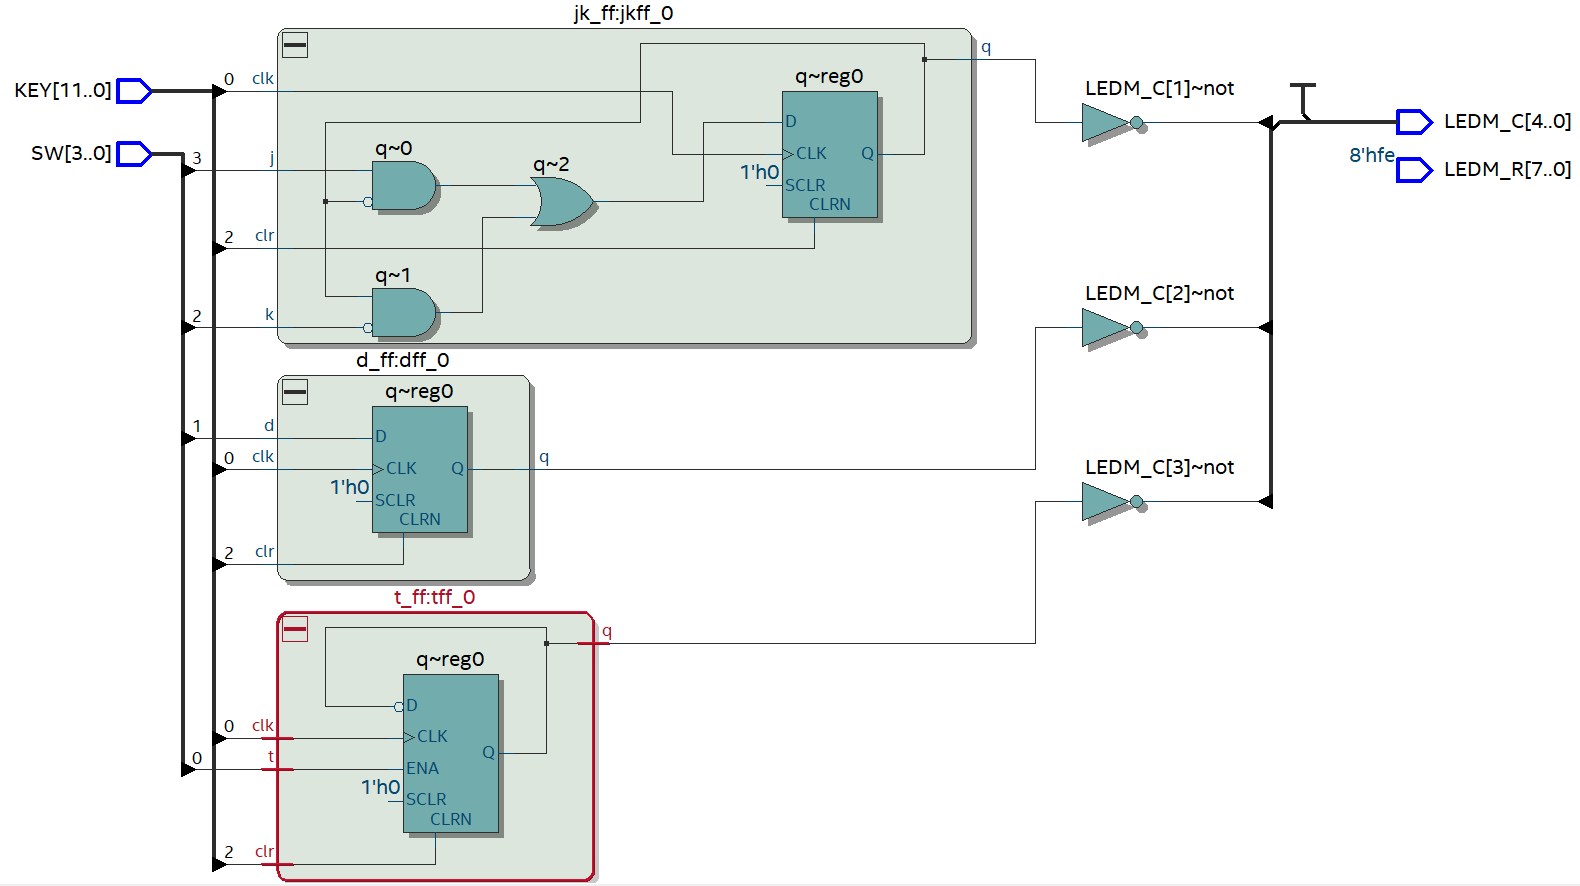 jk_ff:jkff_0
KEY[11..0]
0 clk
q
q~reg0
LEDM_C[1]~not
D
CLK
Q
1'h0
SCLR
CLRN
LEDM_C[4..0]
SW[3..0]
3 j
q~0
q~2
8'hfe
LEDM_R[7..0]
2 clr
q~1
2 k
LEDM_C[2]~not
d_ff:dff_0
q~reg0
1 d
D
0 clk
CLK
Q
q
1'h0
SCLR
CLRN
2 clr
LEDM_C[3]~not
t_ff:tff_0
q
q~reg0
D
0 clk
CLK
Q
0 t
ENA
1'h0
SCLR
CLRN
2 clr